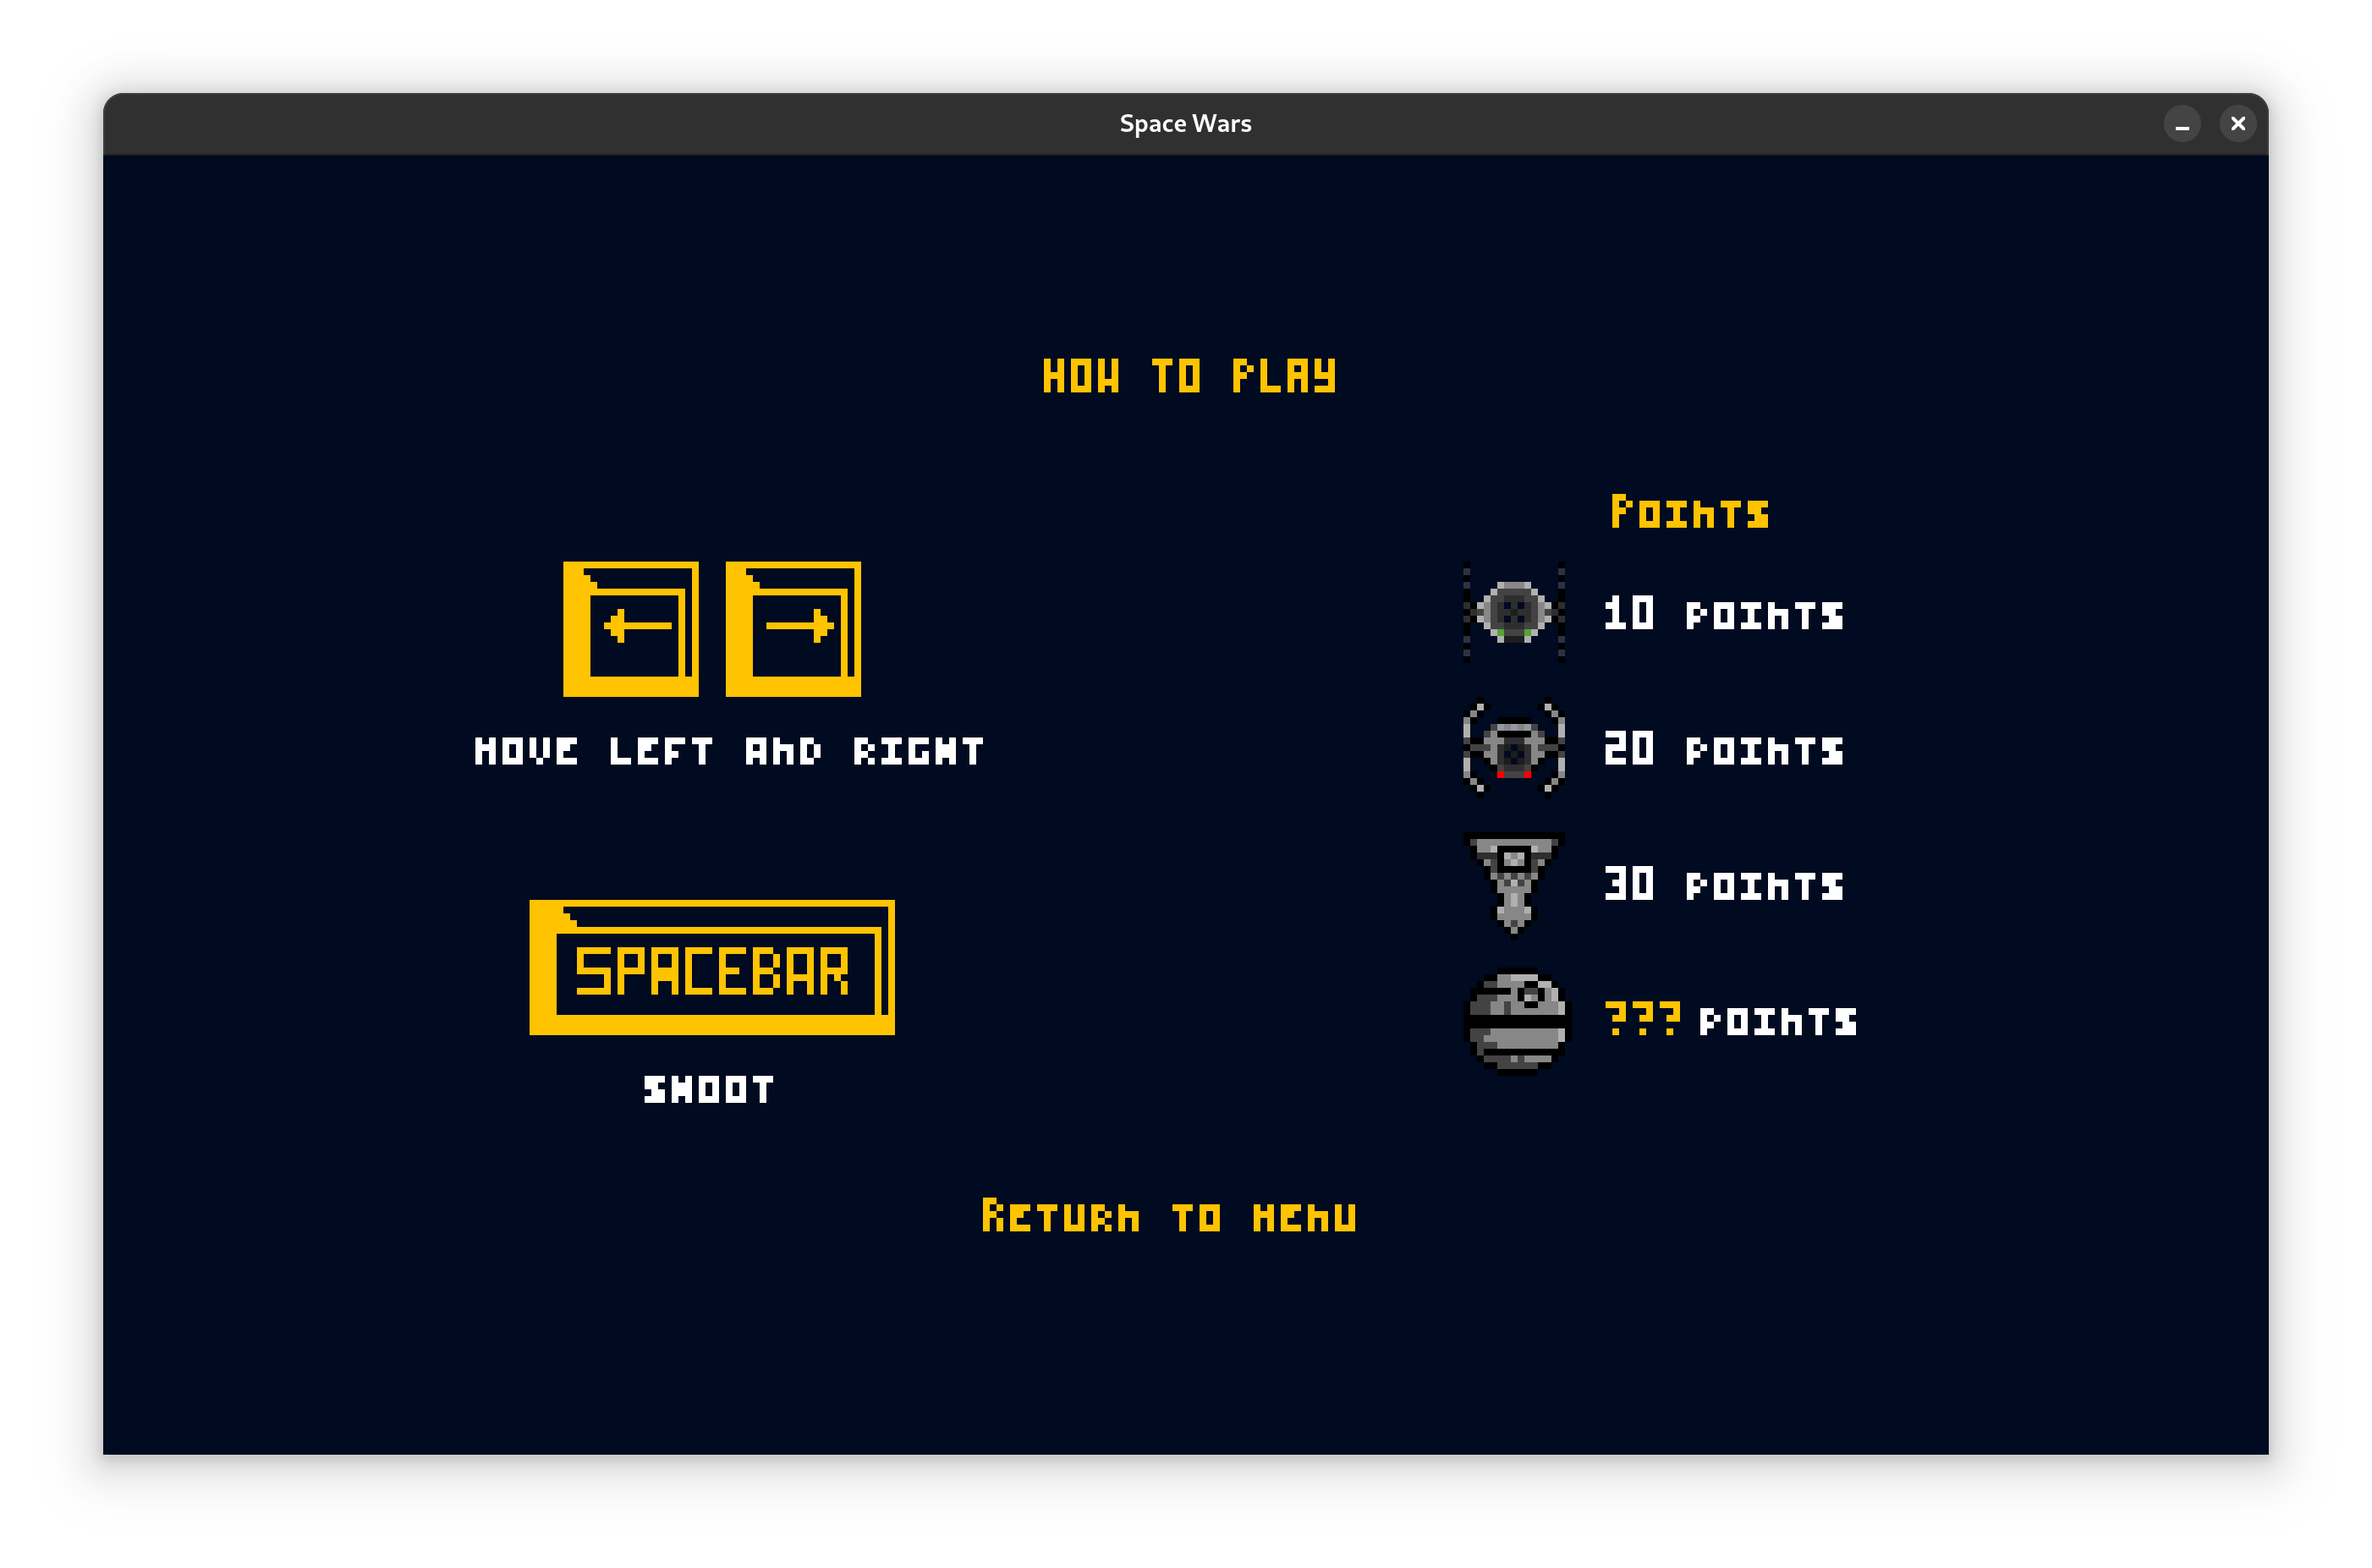 Space Wars
HOW TO PLAY
Points
MOVE LEFT AND RIGHT
SPACEBAR
SHOOT
10 points
20 points
30 points
??? points
Return to menu